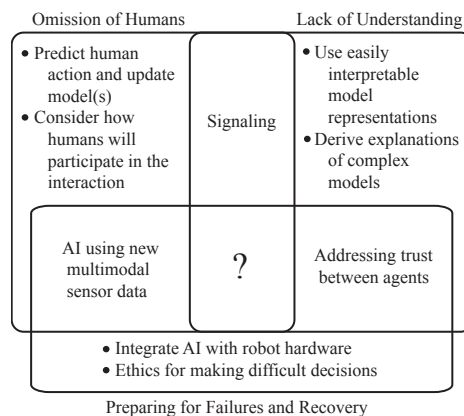 Omission of Humans
Lack of Understanding
• Predict human
action and update
model(s)
• Consider how
humans will
participate in the
interaction
Signaling
• Use easily
interpretable
model
representations
• Derive explanations
of complex
models
AI using new
multimodal
sensor data
?
Addressing trust
between agents
• Integrate AI with robot hardware
• Ethics for making difficult decisions
Preparing for Failures and Recovery